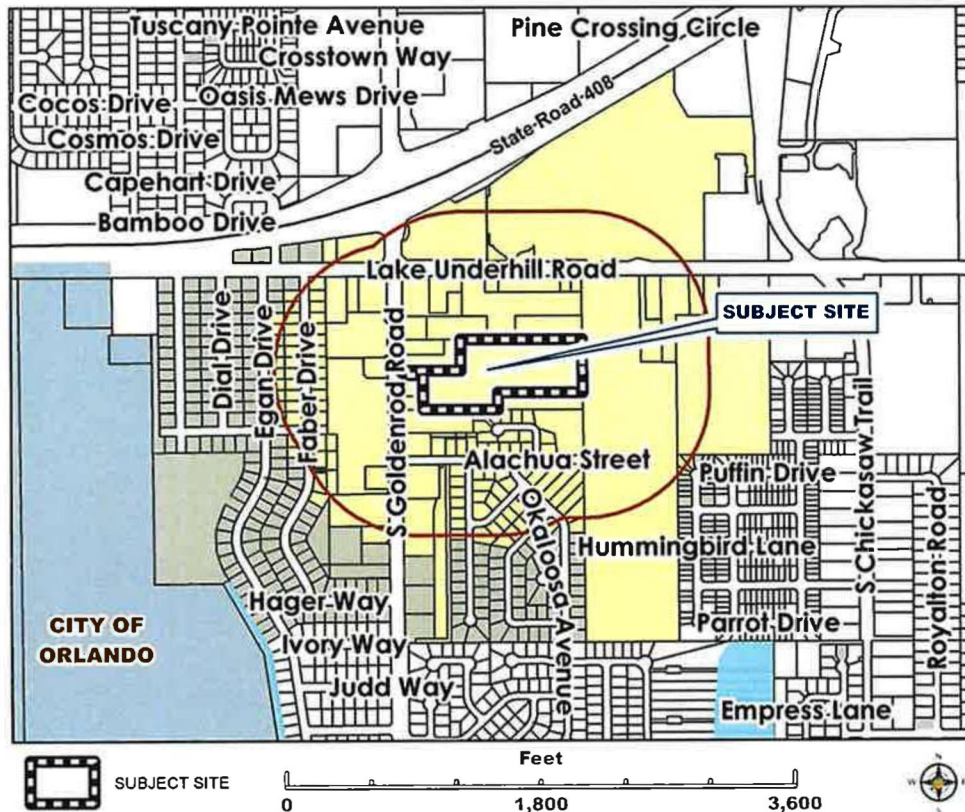 Tuscany Pointe Avenue
Pine Crossing Circle
Crosstown Way
Cocos Drive
Oasis Mews Drive
State Road 408
Cosmos Drive
Capehart Drive
Bamboo Drive
Lake Underhill Road
SUBJECT SITE
Dial Drive
Egan Drive
Faber Drive
S Goldenrod Road
S Chickasaw Trail
Alachua Street
Puffin Drive
Okaloosa Avenue
Royalton Road
Hummingbird Lane
Hager Way
CITY OF
ORLANDO
Parrot Drive
Ivory Way
Judd Way
Empress Lane
SUBJECT SITE
Feet
0 1,800 3,600
N
W